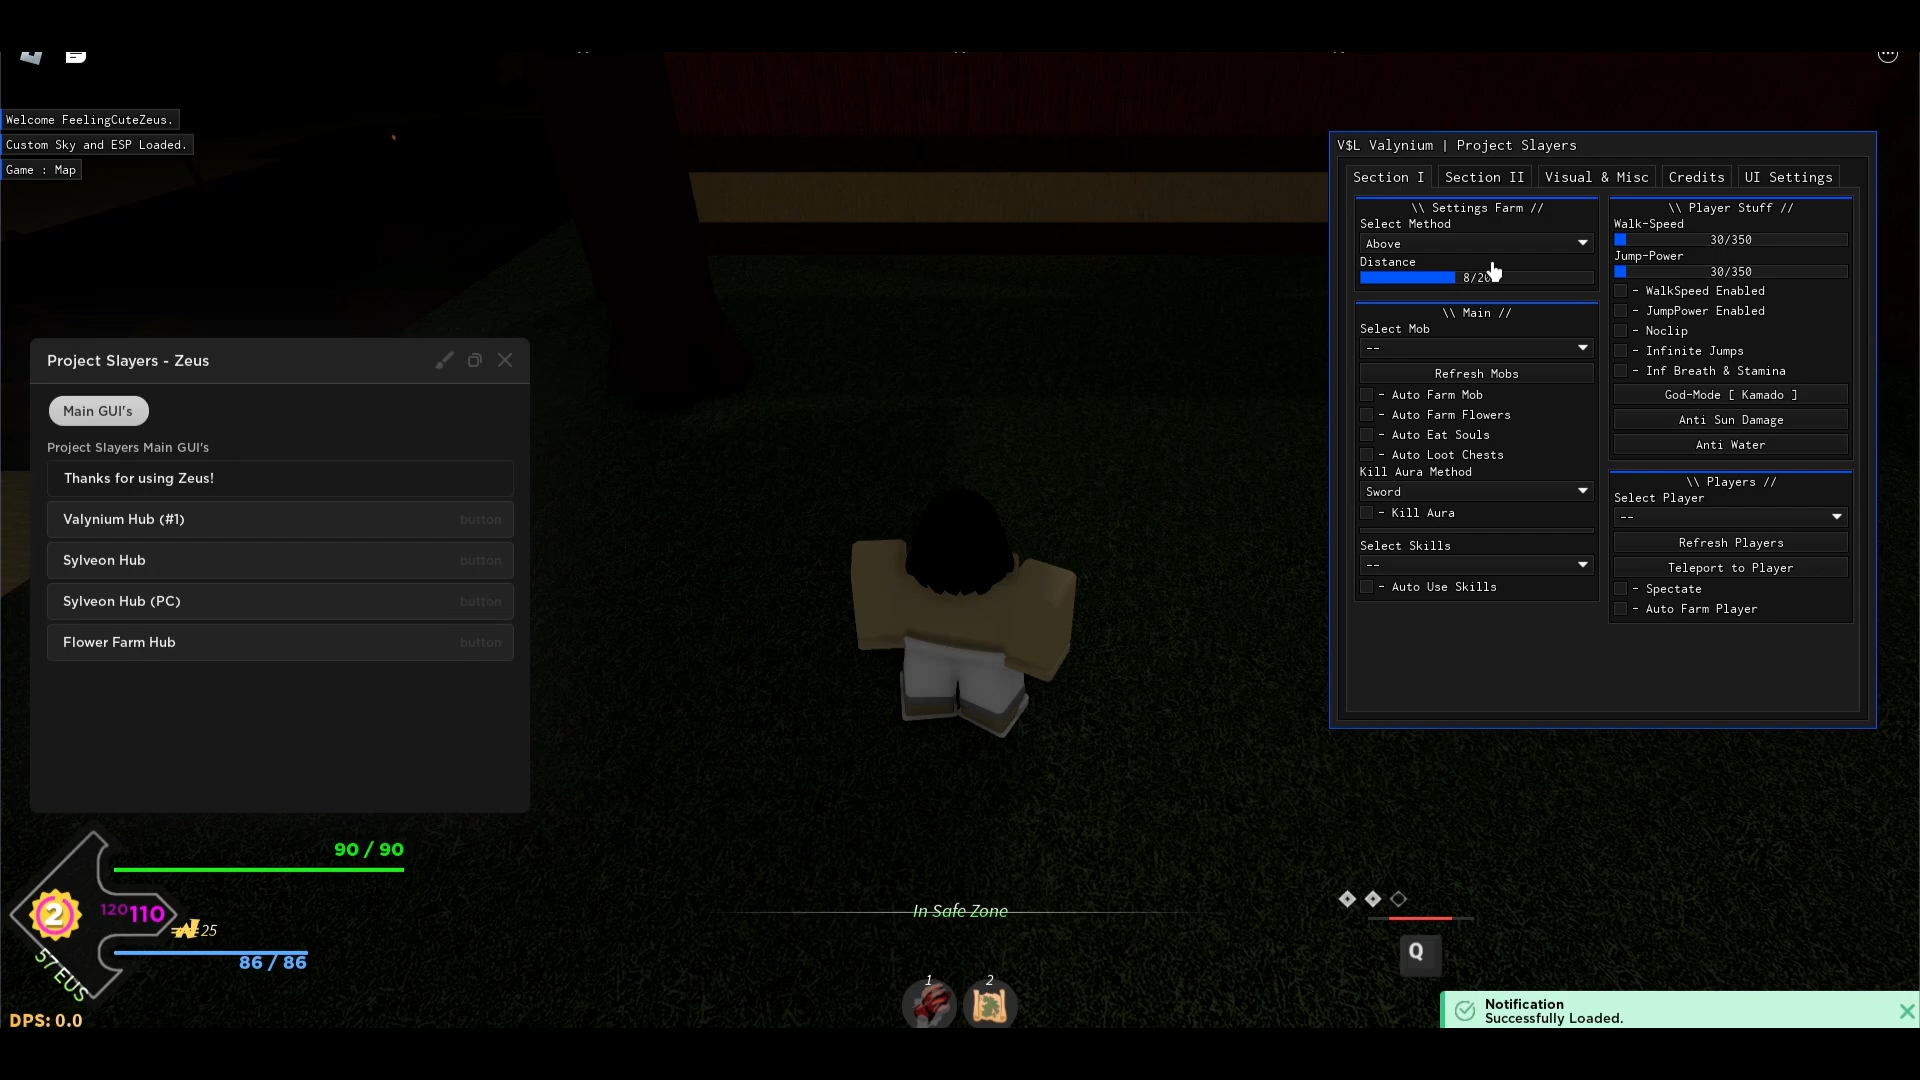 Welcome FeelingCuteZeus.
Custom Sky and ESP Loaded.
Game : Map
Project Slayers - Zeus
Main GUI's
Project Slayers Main GUI's
Thanks for using Zeus!
Valynium Hub (#1) button
Sylveon Hub button
Sylveon Hub (PC) button
Flower Farm Hub button
V$L Valynium | Project Slayers
Section I Section II Visual & Misc Credits UI Settings
\\ Settings Farm //
Select Method
Above
Distance
\\ Main //
Select Mob
--
Refresh Mobs
- Auto Farm Mob
- Auto Farm Flowers
- Auto Eat Souls
- Auto Loot Chests
Kill Aura Method
Sword
- Kill Aura
Select Skills
--
- Auto Use Skills
\\ Player Stuff //
Walk-Speed
30/350
Jump-Power
30/350
- WalkSpeed Enabled
- JumpPower Enabled
- Noclip
- Infinite Jumps
- Inf Breath & Stamina
God-Mode [ Kamado ]
Anti Sun Damage
Anti Water
\\ Players //
Select Player
--
Refresh Players
Teleport to Player
- Spectate
- Auto Farm Player
90 / 90
2
120 110
25
86 / 86
57 EUS
DPS: 0.0
In Safe Zone
1 2
Q
Notification
Successfully Loaded.